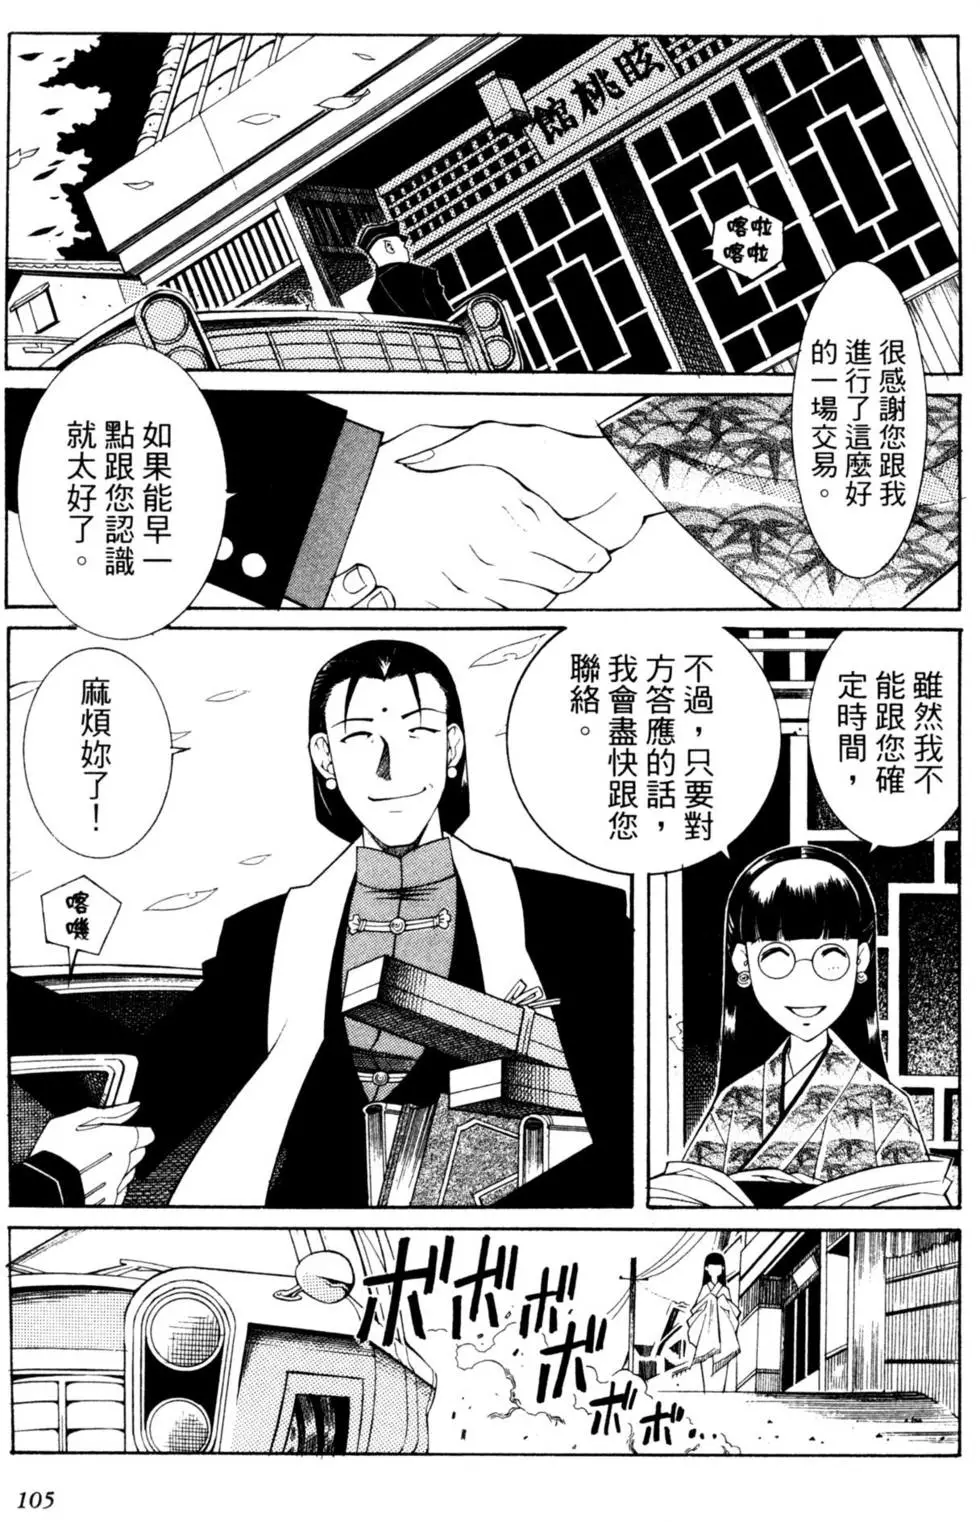 眩桃館
喀啦
喀啦
很感謝您跟我
進行了這麼好
的一場交易。
如果能早一
點跟您認識
就太好了。
雖然我不
能跟您確
定時間，
不過，只要對
方答應的話，
我會盡快跟您
聯絡。
麻煩妳了！
喀嘰
ボボボボボボ…
105